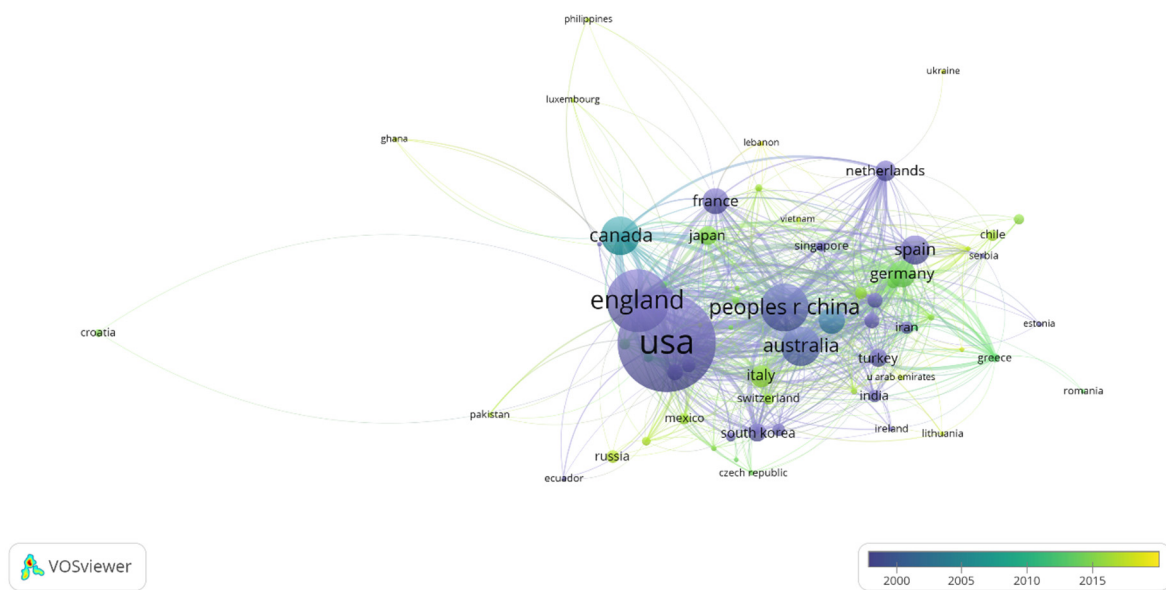 philippines
ukraine
luxembourg
ghana
lebanon
netherlands
france
vietnam
canada
japan
singapore
spain
chile
serbia
germany
england
peoples r china
croatia
usa
australia
iran
estonia
turkey
greece
italy
u arab emirates
switzerland
india
romania
pakistan
mexico
south korea
ireland
lithuania
russia
ecuador
czech republic
VOSviewer
2000 2005 2010 2015